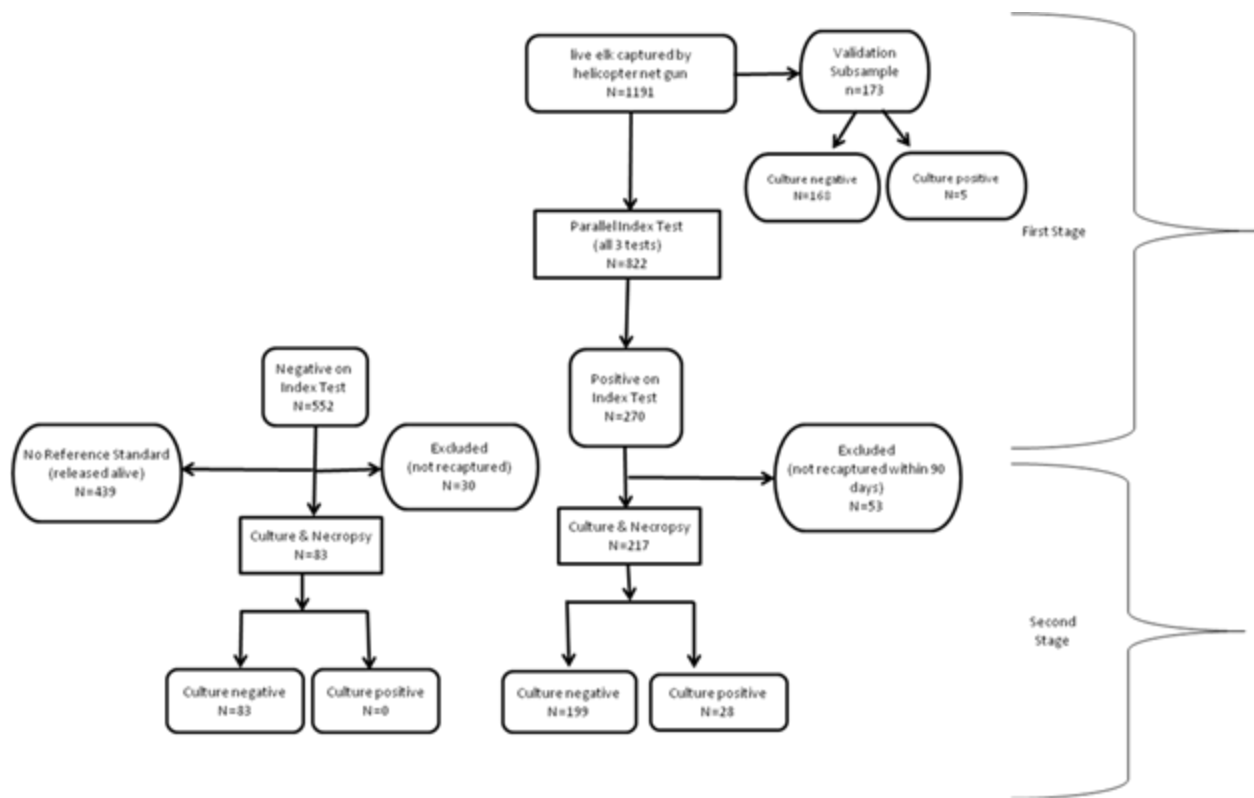 live elk captured by
helicopter net gun
N=1191
Validation
Subsample
n=173
Culture negative
N=168
Culture positive
N=5
Parallel Index Test
(all 3 tests)
N=822
First Stage
Negative on
Index Test
N=552
Positive on
Index Test
N=270
No Reference Standard
(released alive)
N=439
Excluded
(not recaptured)
N=30
Excluded
(not recaptured within 90
days)
N=53
Culture & Necropsy
N=83
Culture & Necropsy
N=217
Second
Stage
Culture negative
N=83
Culture positive
N=0
Culture negative
N=199
Culture positive
N=28